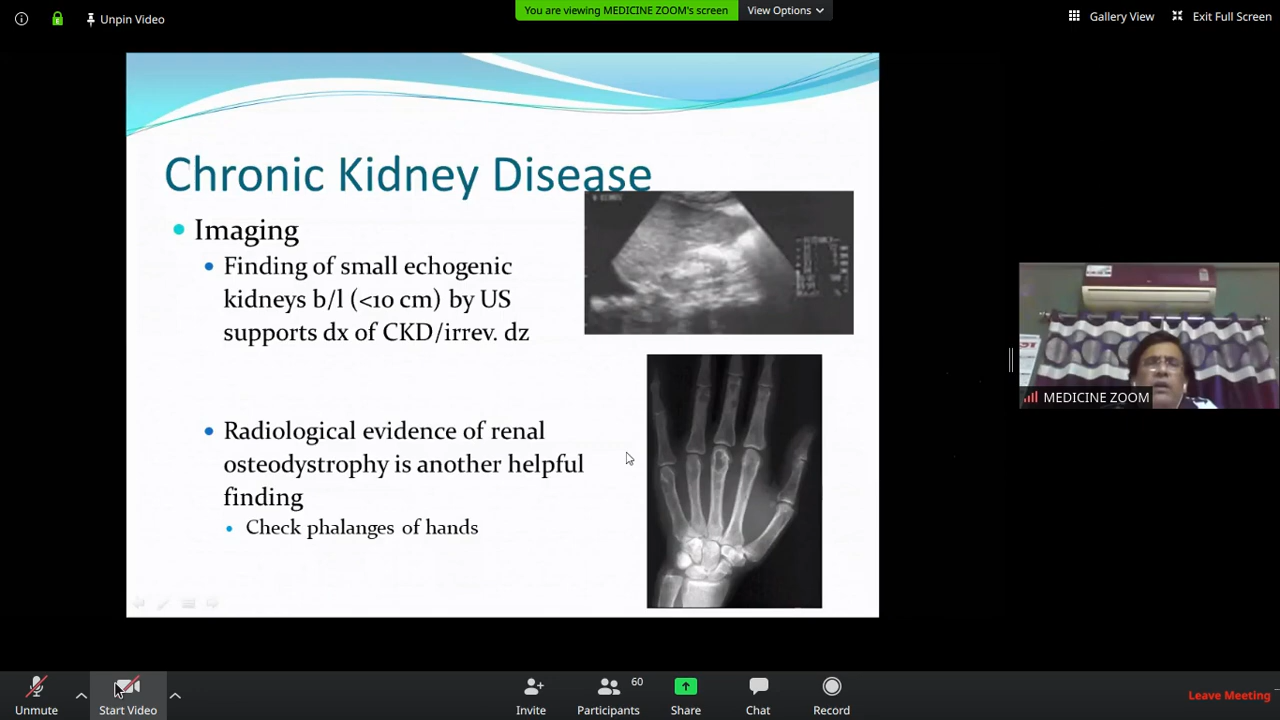 Unpin Video
You are viewing MEDICINE ZOOM's screen
View Options
Gallery View
Exit Full Screen
Chronic Kidney Disease
Imaging
Finding of small echogenic
kidneys b/l (<10 cm) by US
supports dx of CKD/irrev. dz
Radiological evidence of renal
osteodystrophy is another helpful
finding
Check phalanges of hands
MEDICINE ZOOM
Unmute
Start Video
Invite
60
Participants
Share
Chat
Record
Leave Meeting